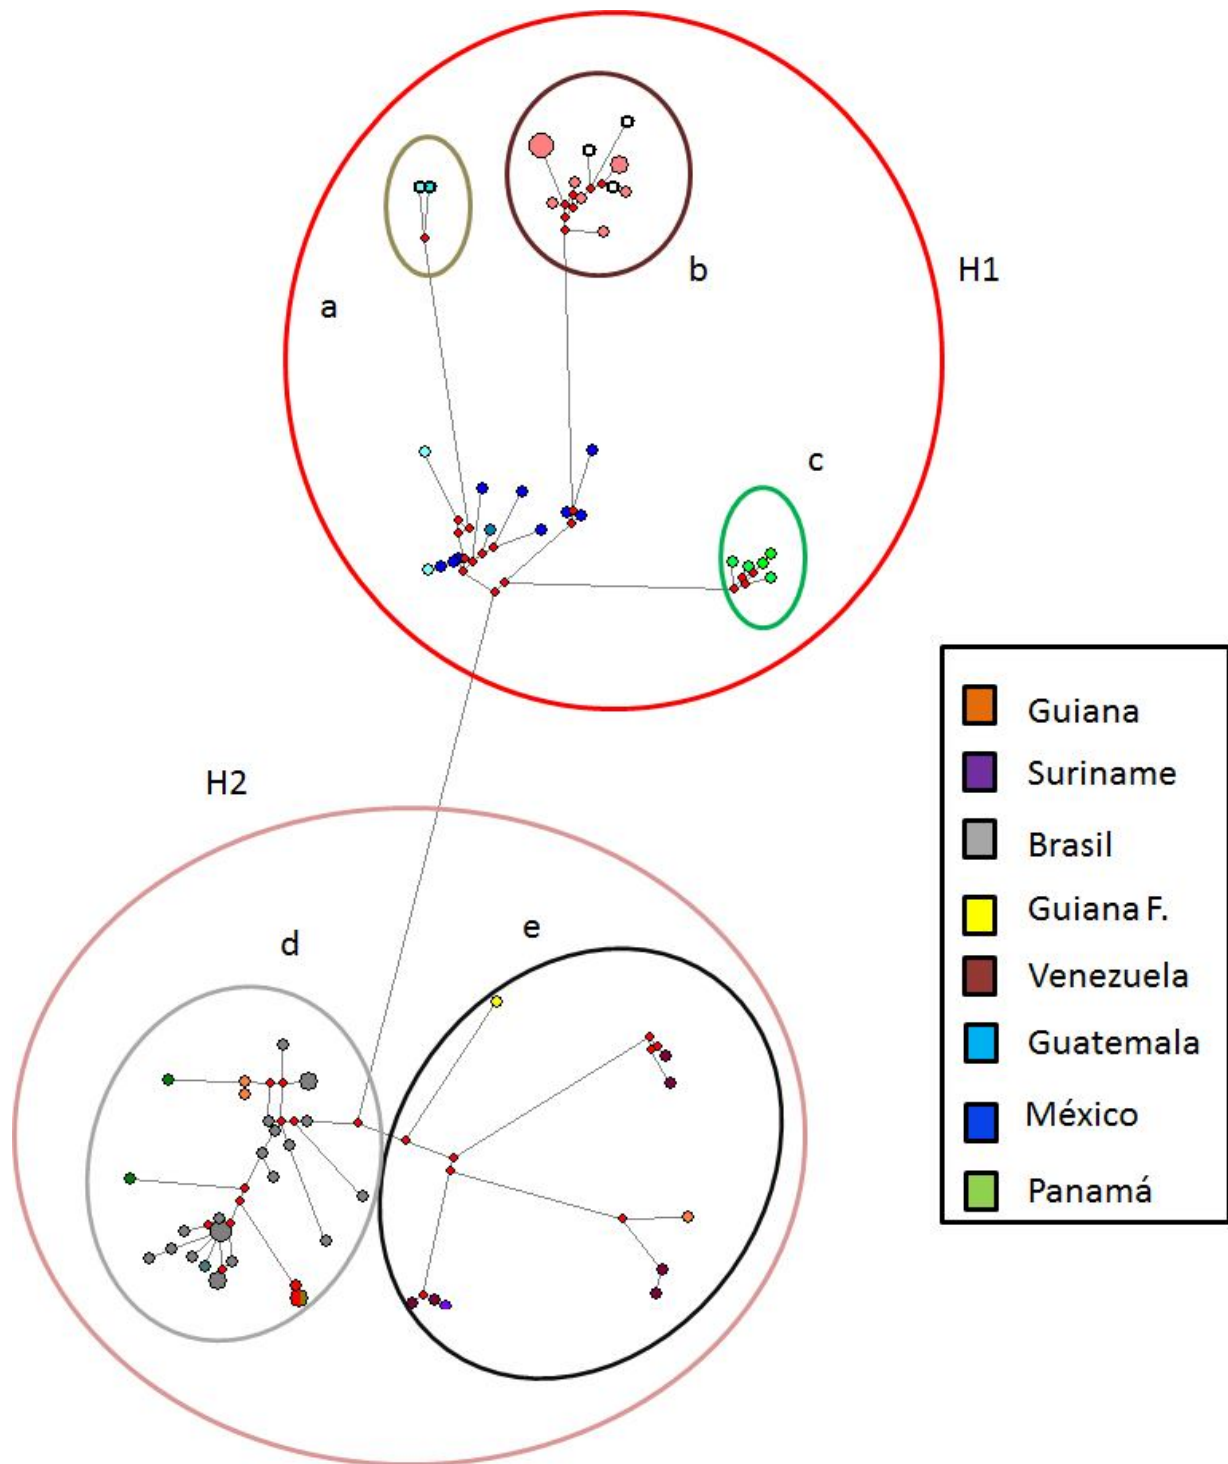 H1
a
b
c
H2
d
e
Guiana
Suriname
Brasil
Guiana F.
Venezuela
Guatemala
México
Panamá